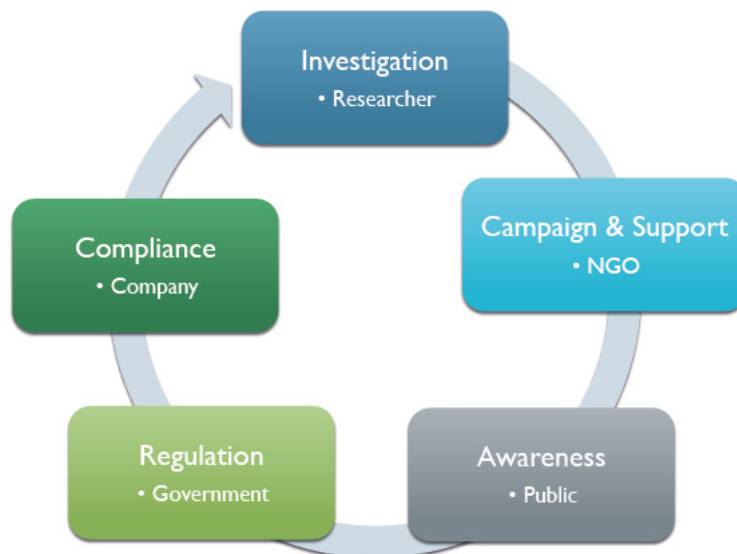 Investigation
• Researcher
Campaign & Support
• NGO
Awareness
• Public
Regulation
• Government
Compliance
• Company